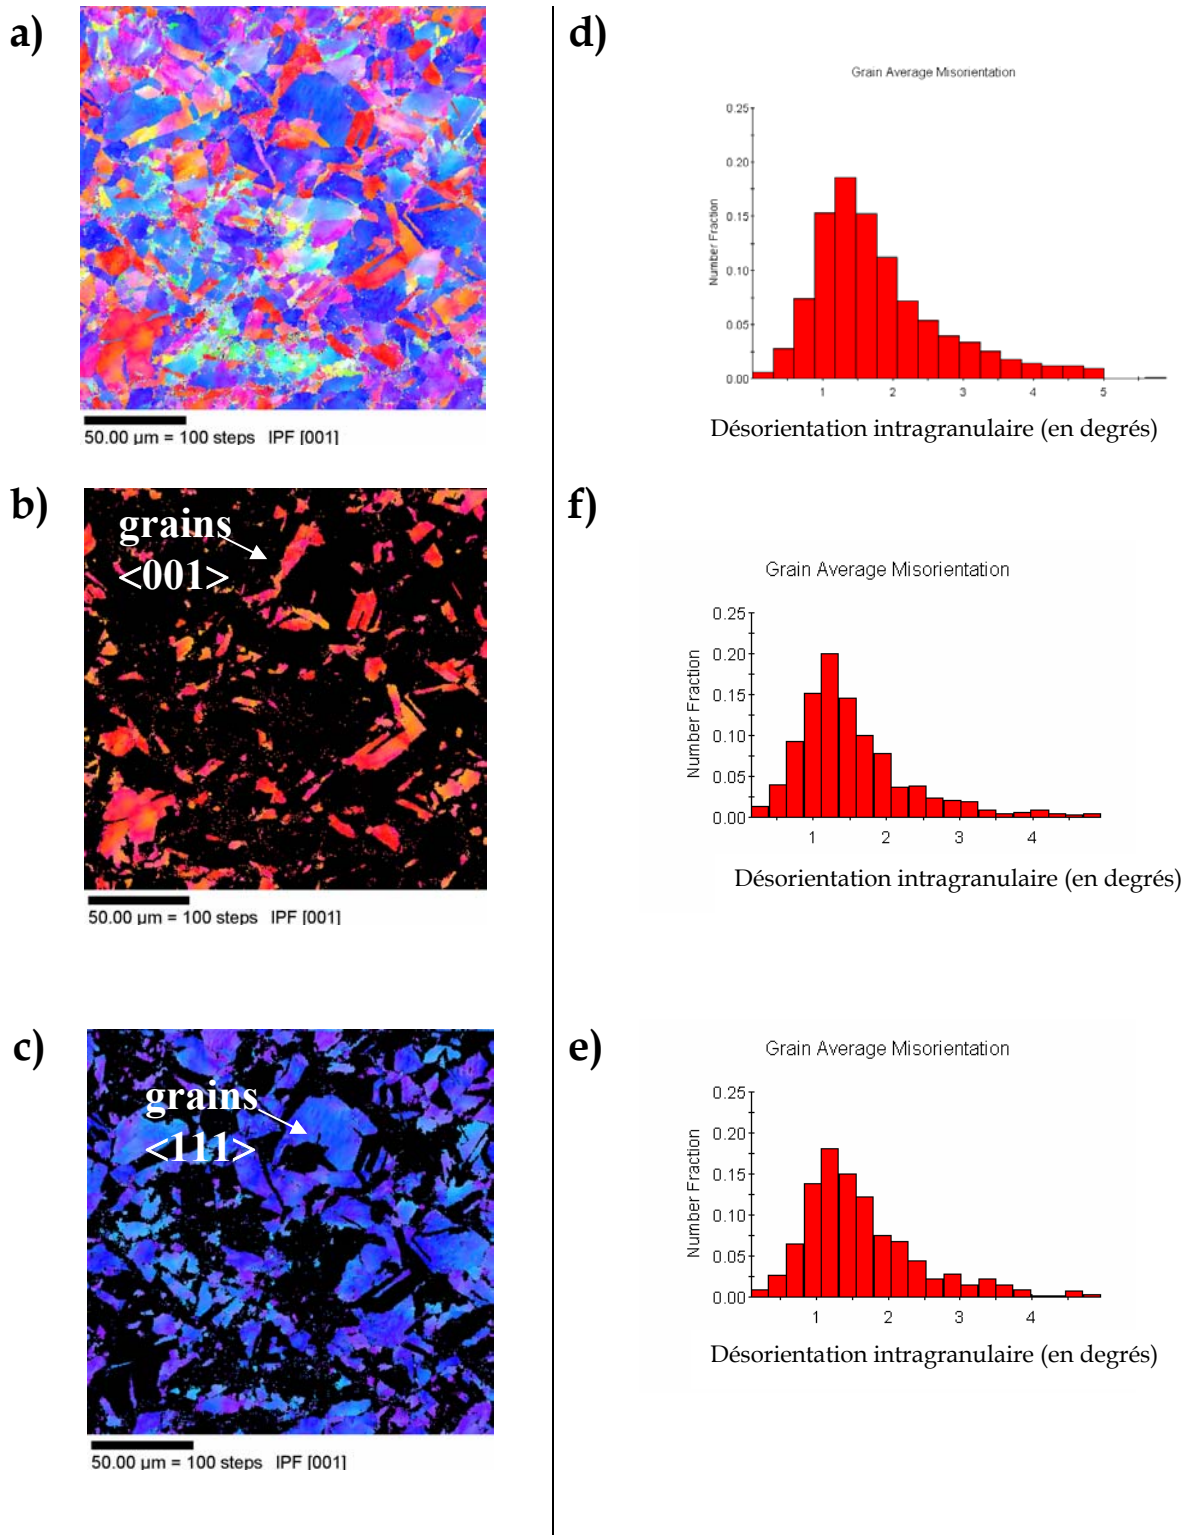 a)
50.00 µm = 100 steps IPF [001]
d)
Grain Average Misorientation
Number Fraction
0.25
0.20
0.15
0.10
0.05
0.00
1 2 3 4 5
Désorientation intragranulaire (en degrés)
b)
grains
<001>
50.00 µm = 100 steps IPF [001]
f)
Grain Average Misorientation
Number Fraction
0.25
0.20
0.15
0.10
0.05
0.00
1 2 3 4
Désorientation intragranulaire (en degrés)
c)
grains
<111>
50.00 µm = 100 steps IPF [001]
e)
Grain Average Misorientation
Number Fraction
0.25
0.20
0.15
0.10
0.05
0.00
1 2 3 4
Désorientation intragranulaire (en degrés)